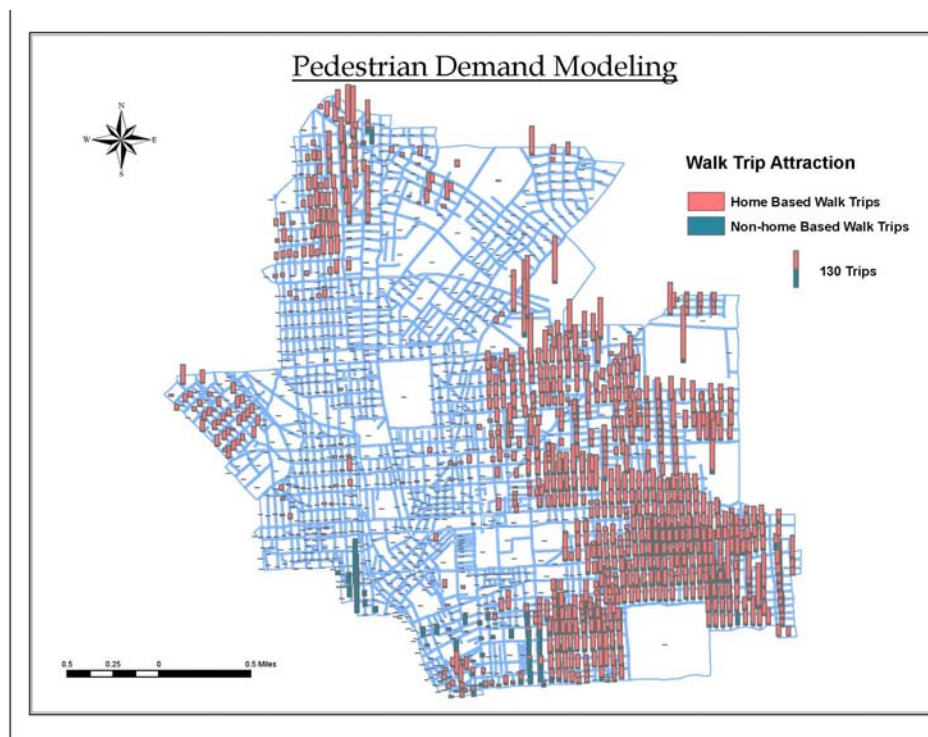 Pedestrian Demand Modeling
N
W
E
S
Walk Trip Attraction
Home Based Walk Trips
Non-home Based Walk Trips
130 Trips
0.5 0.25 0 0.5 Miles